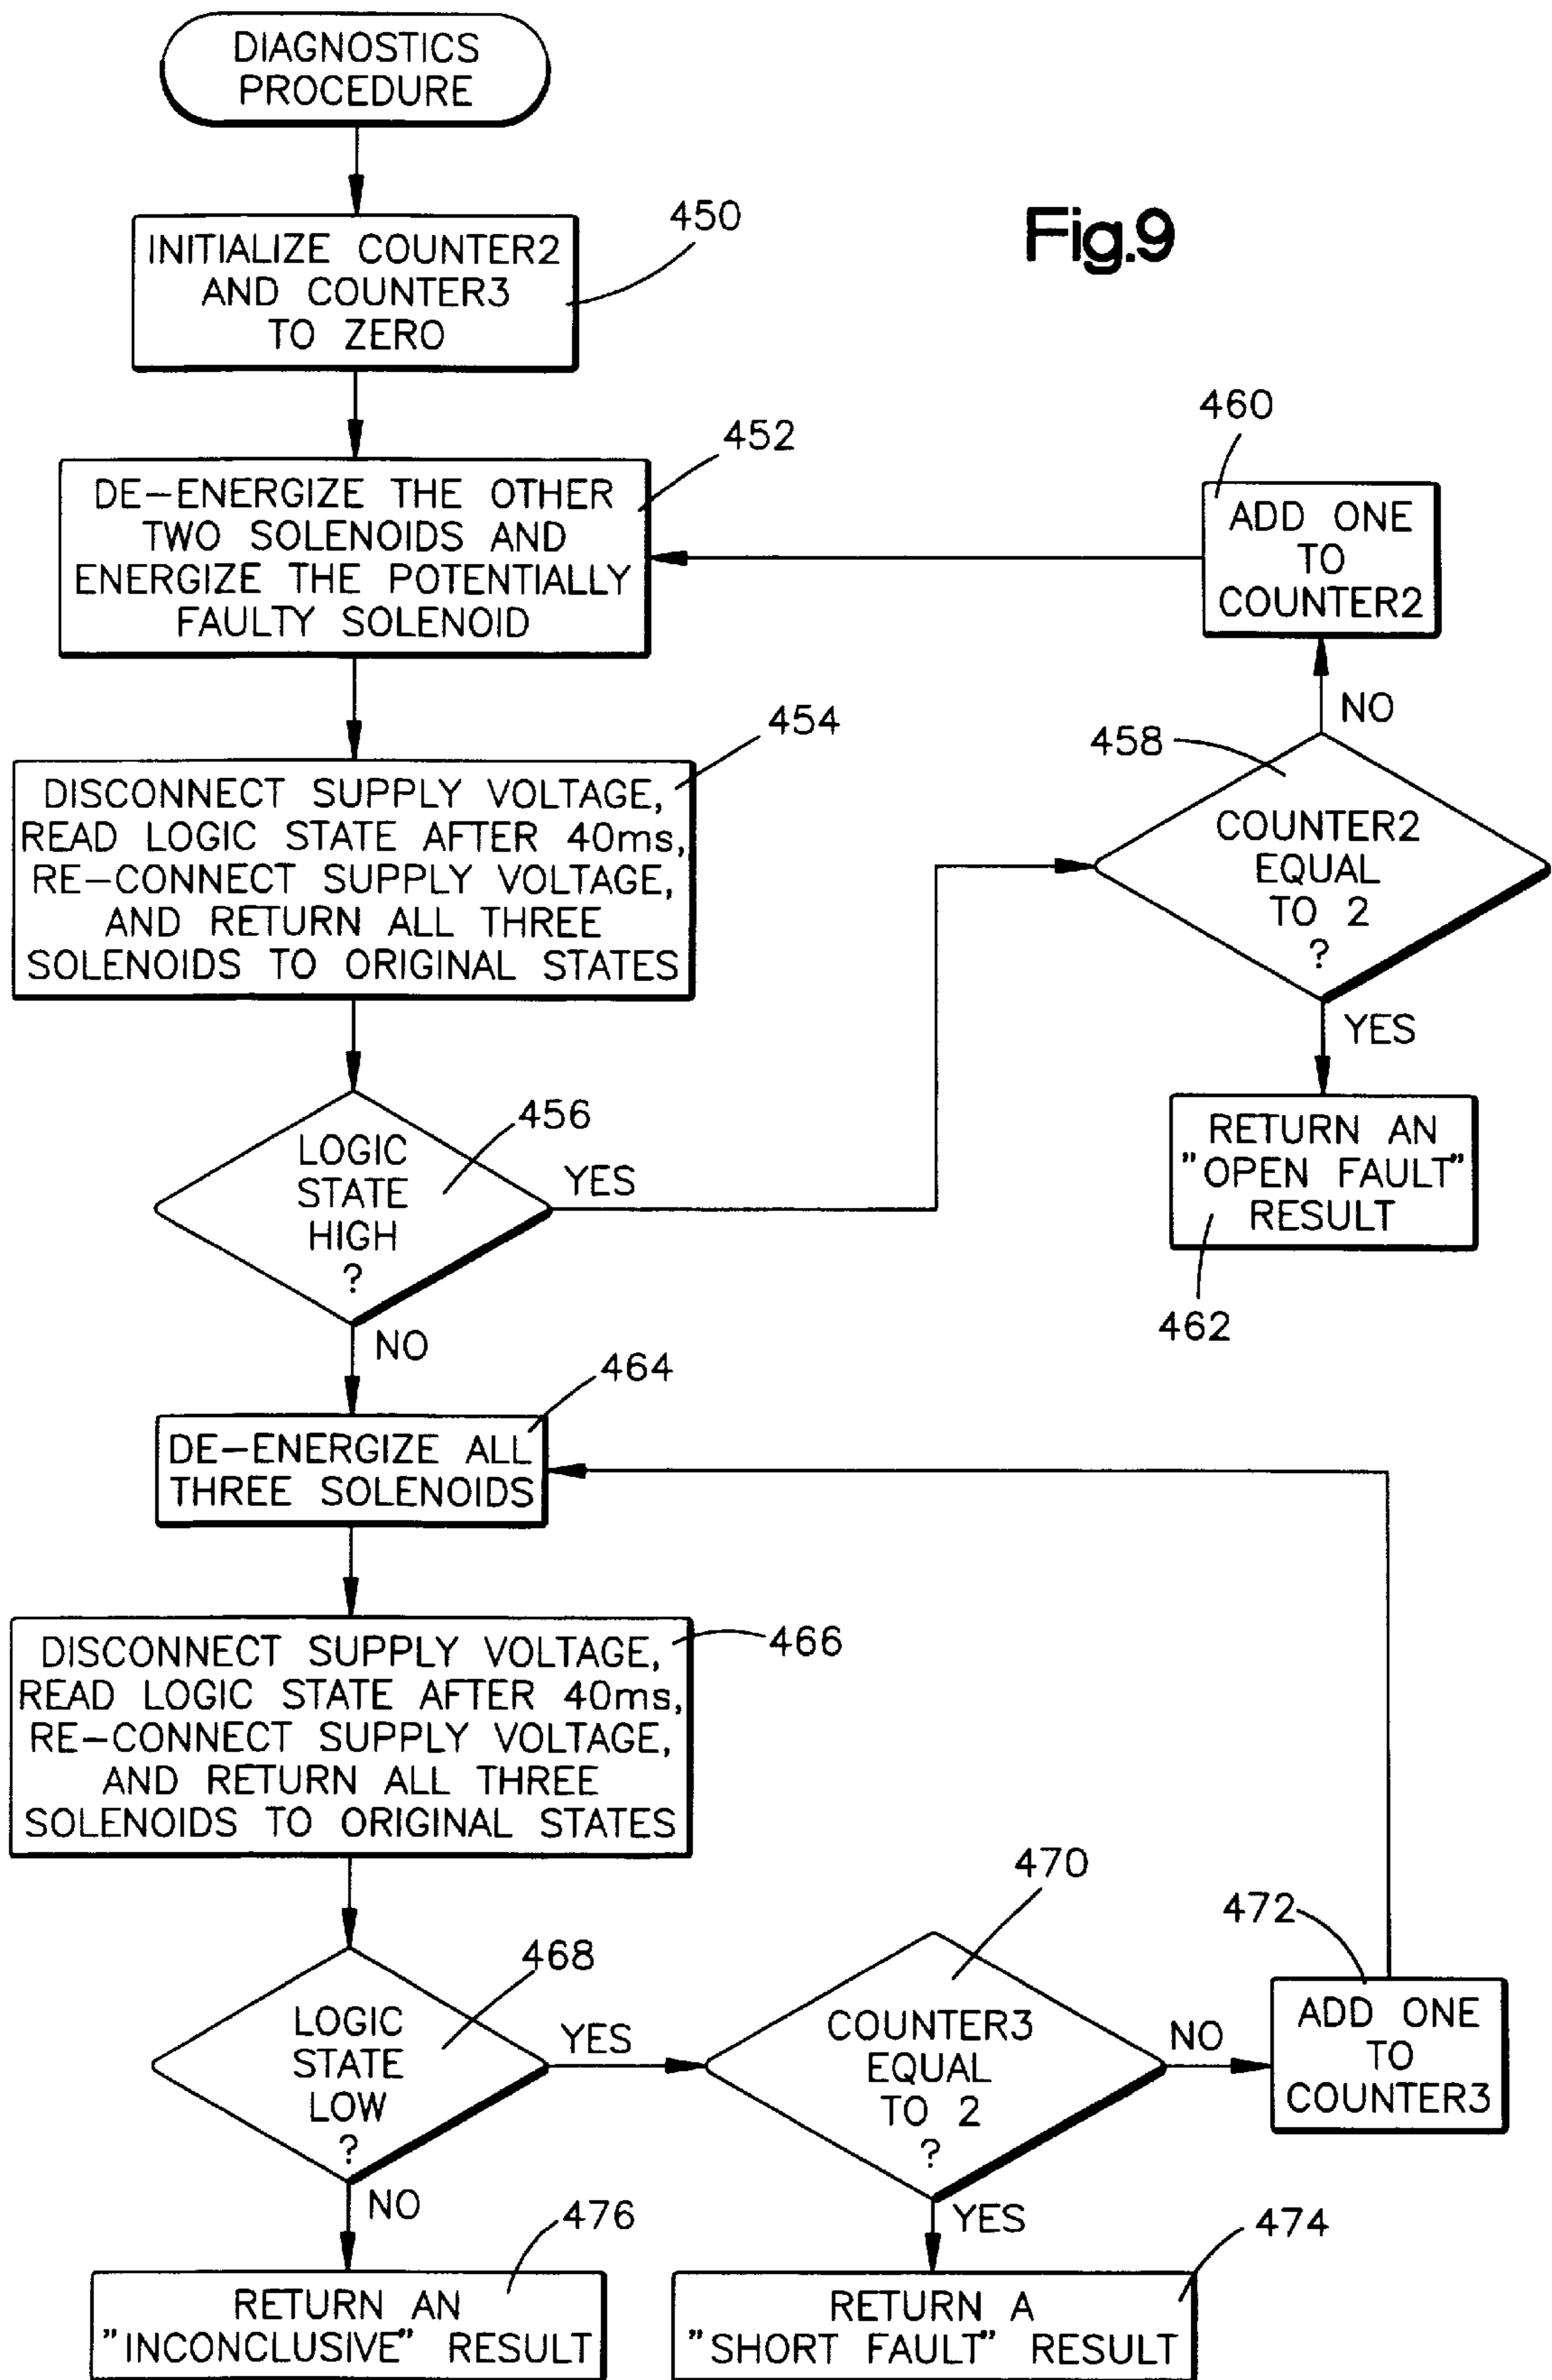 DIAGNOSTICS
PROCEDURE
Fig.9
450
INITIALIZE COUNTER2
AND COUNTER3
TO ZERO
452
DE-ENERGIZE THE OTHER
TWO SOLENOIDS AND
ENERGIZE THE POTENTIALLY
FAULTY SOLENOID
460
ADD ONE
TO
COUNTER2
NO
454
DISCONNECT SUPPLY VOLTAGE,
READ LOGIC STATE AFTER 40ms,
RE-CONNECT SUPPLY VOLTAGE,
AND RETURN ALL THREE
SOLENOIDS TO ORIGINAL STATES
458
COUNTER2
EQUAL
TO 2
?
YES
456
LOGIC
STATE
HIGH
?
YES
NO
RETURN AN
"OPEN FAULT"
RESULT
462
464
DE-ENERGIZE ALL
THREE SOLENOIDS
466
DISCONNECT SUPPLY VOLTAGE,
READ LOGIC STATE AFTER 40ms,
RE-CONNECT SUPPLY VOLTAGE,
AND RETURN ALL THREE
SOLENOIDS TO ORIGINAL STATES
468
LOGIC
STATE
LOW
?
YES
NO
470
COUNTER3
EQUAL
TO 2
?
NO
YES
472
ADD ONE
TO
COUNTER3
476
RETURN AN
"INCONCLUSIVE" RESULT
474
RETURN A
"SHORT FAULT" RESULT